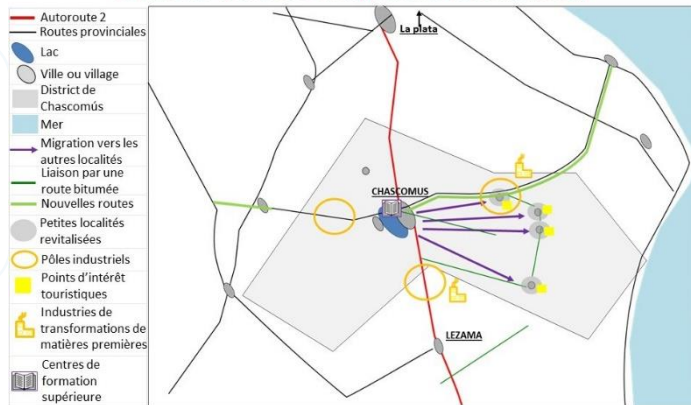 Autoroute 2
Routes provinciales
Lac
Ville ou village
District de
Chascomús
Mer
Migration vers les
autres localités
Liaison par une
route bitumée
Nouvelles routes
Petites localités
revitalisées
Pôles industriels
Points d'intérêt
touristiques
Industries de
transformations de
matières premières
Centres de
formation
supérieure
La plata
CHASCOMUS
LEZAMA